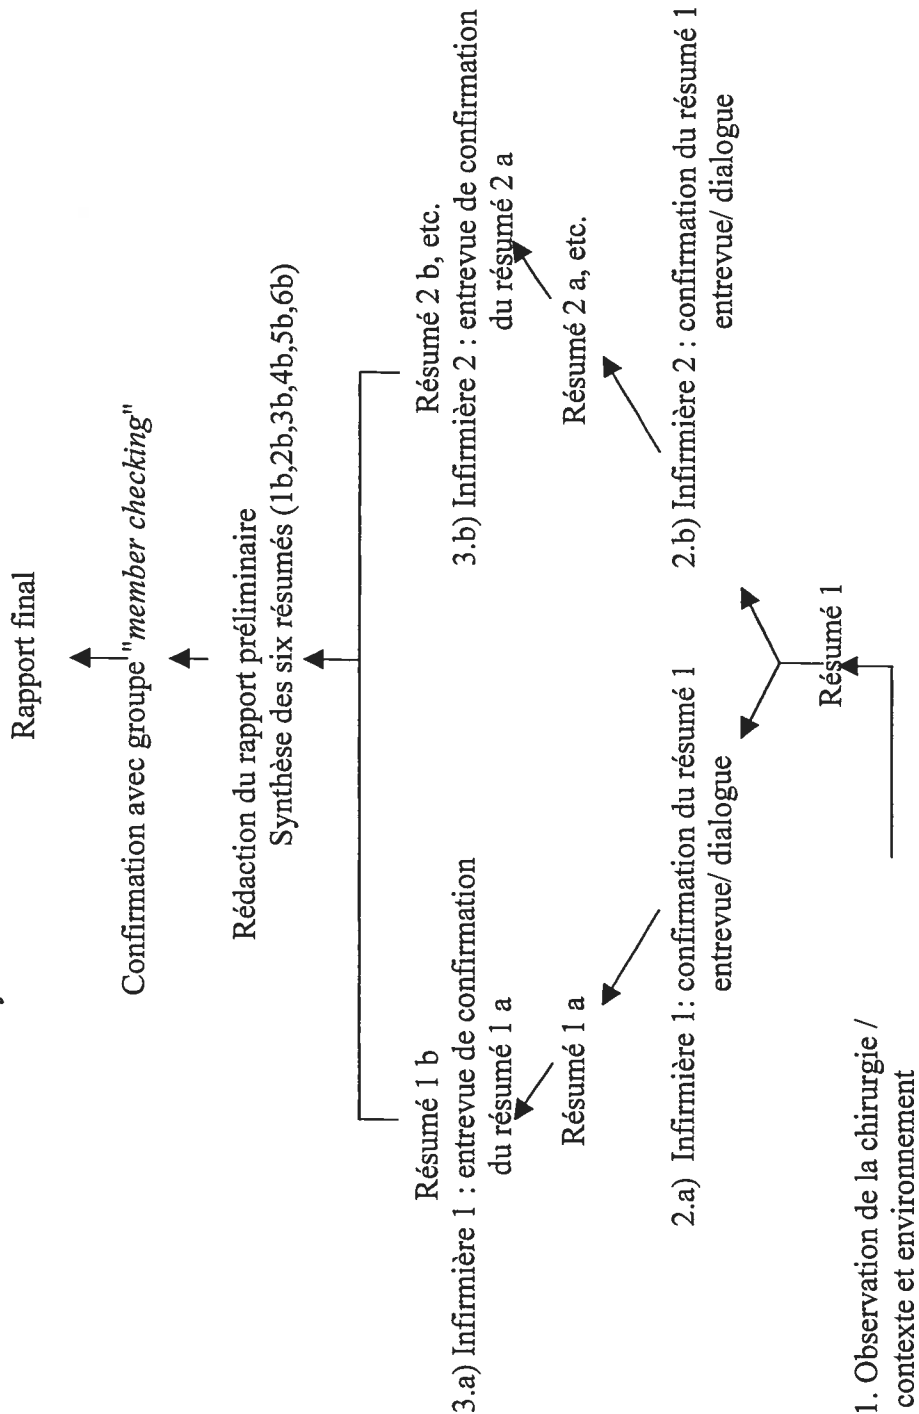 Rapport final
Confirmation avec groupe "member checking"
Rédaction du rapport préliminaire
Synthèse des six résumés (1b,2b,3b,4b,5b,6b)
Résumé 1 b
3.a) Infirmière 1 : entrevue de confirmation
du résumé 1 a
Résumé 1 a
2.a) Infirmière 1: confirmation du résumé 1
entrevue/ dialogue
Résumé 2 b, etc.
3.b) Infirmière 2 : entrevue de confirmation
du résumé 2 a
Résumé 2 a, etc.
2.b) Infirmière 2 : confirmation du résumé 1
entrevue/ dialogue
Résumé 1
1. Observation de la chirurgie /
contexte et environnement